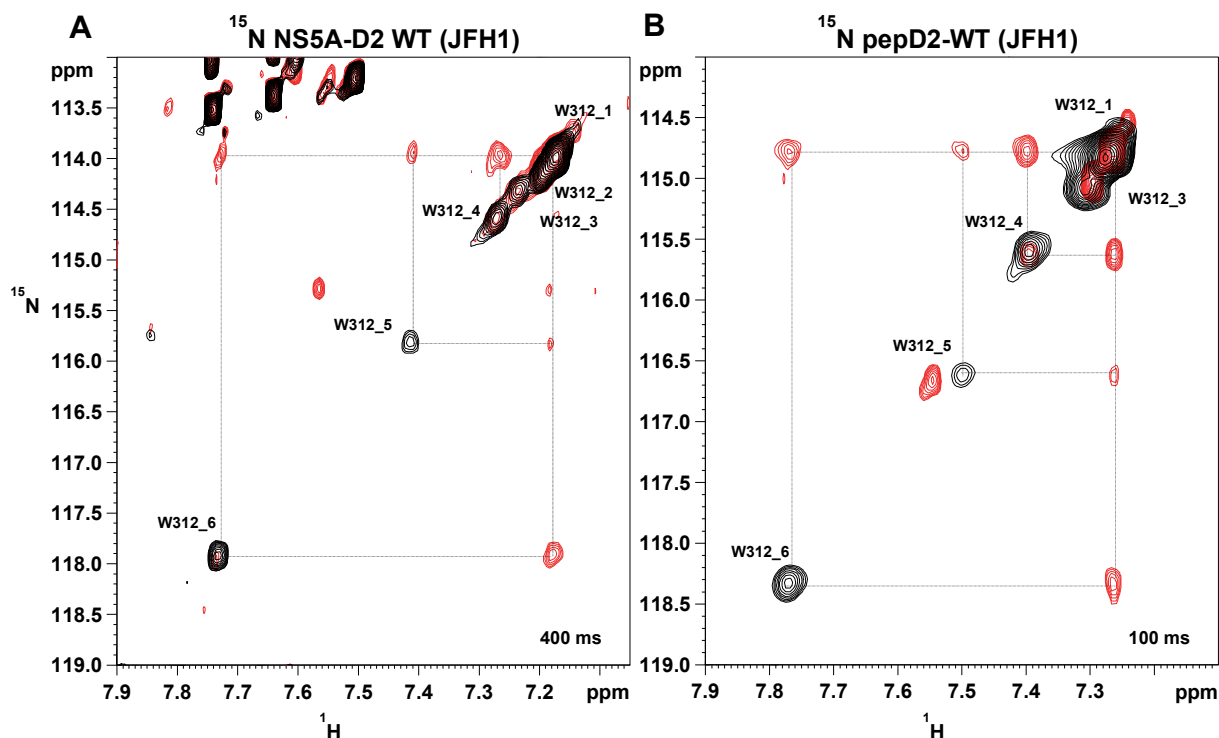 A
¹⁵N NS5A-D2 WT (JFH1)
ppm
113.5
114.0
114.5
115.0
115.5
116.0
116.5
117.0
117.5
118.0
118.5
119.0
¹⁵N
W312_1
W312_2
W312_3
W312_4
W312_5
W312_6
400 ms
7.9 7.8 7.7 7.6 7.5 7.4 7.3 7.2 ppm
¹H
B
¹⁵N pepD2-WT (JFH1)
ppm
114.5
115.0
115.5
116.0
116.5
117.0
117.5
118.0
118.5
119.0
W312_1
W312_3
W312_4
W312_5
W312_6
100 ms
7.9 7.8 7.7 7.6 7.5 7.4 7.3 ppm
¹H